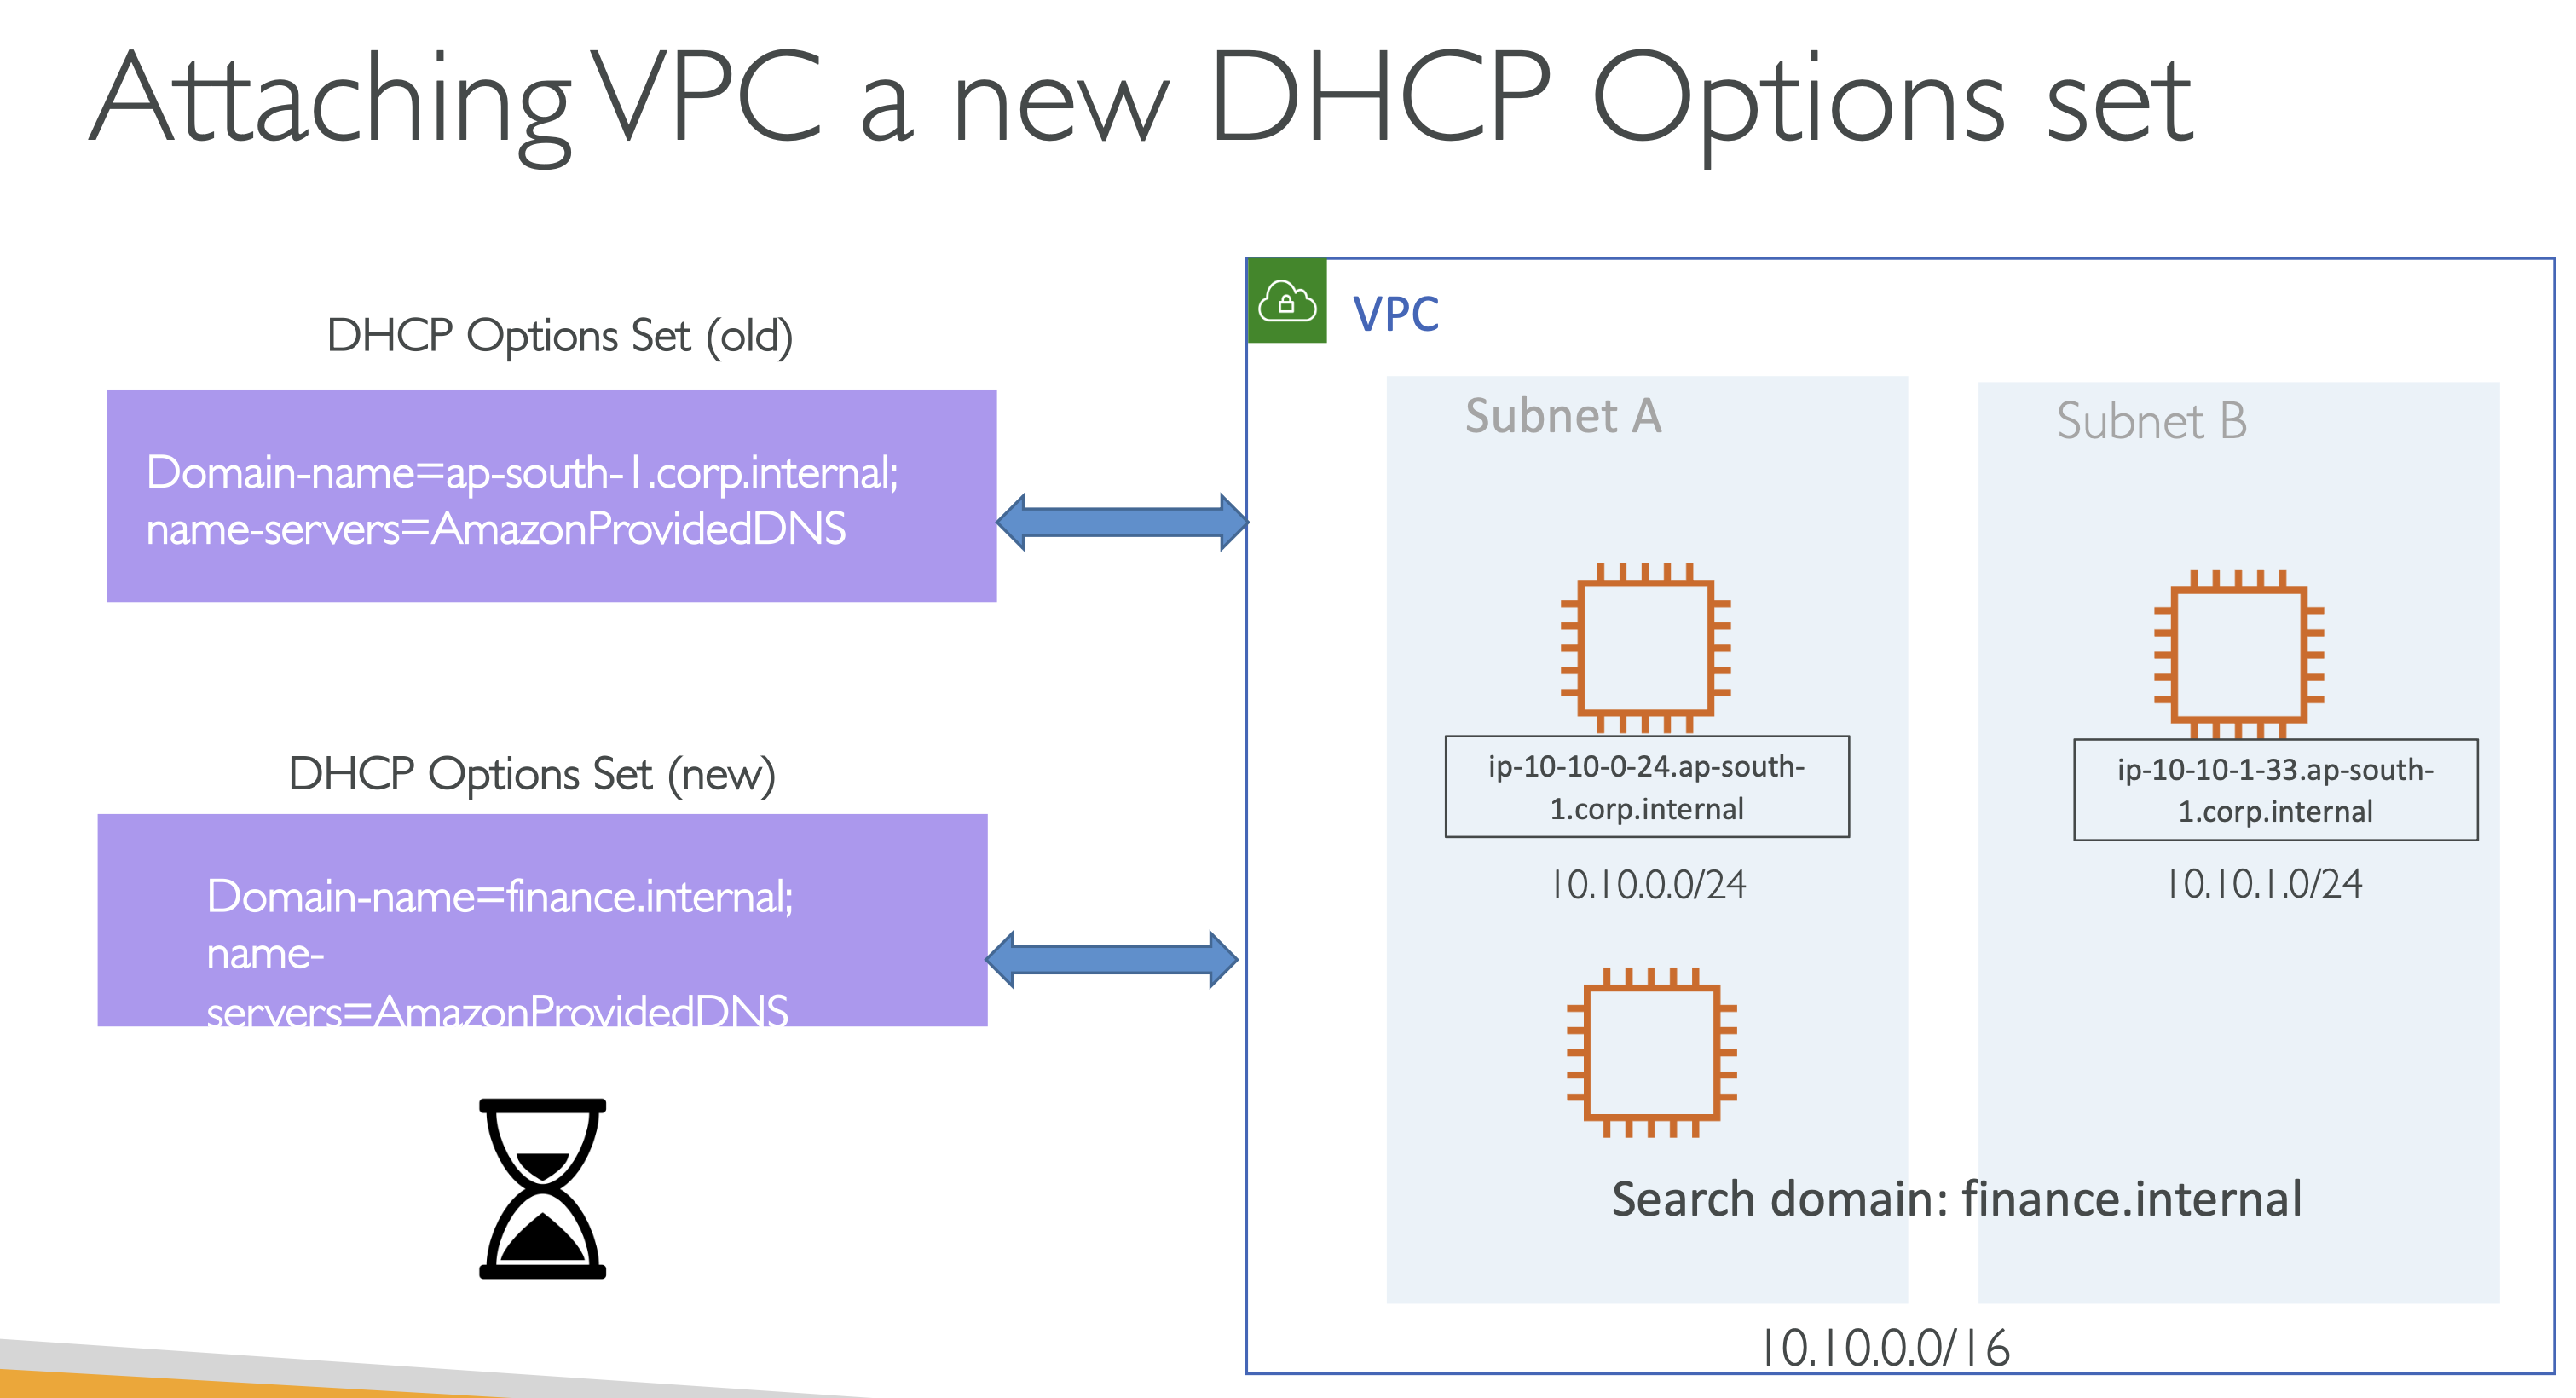 Attaching VPC a new DHCP Options set
DHCP Options Set (old)
Domain-name=ap-south-1.corp.internal;
name-servers=AmazonProvidedDNS
DHCP Options Set (new)
Domain-name=finance.internal;
name-
servers=AmazonProvidedDNS
VPC
Subnet A
ip-10-10-0-24.ap-south-
1.corp.internal
10.10.0.0/24
Subnet B
ip-10-10-1-33.ap-south-
1.corp.internal
10.10.1.0/24
Search domain: finance.internal
10.10.0.0/16